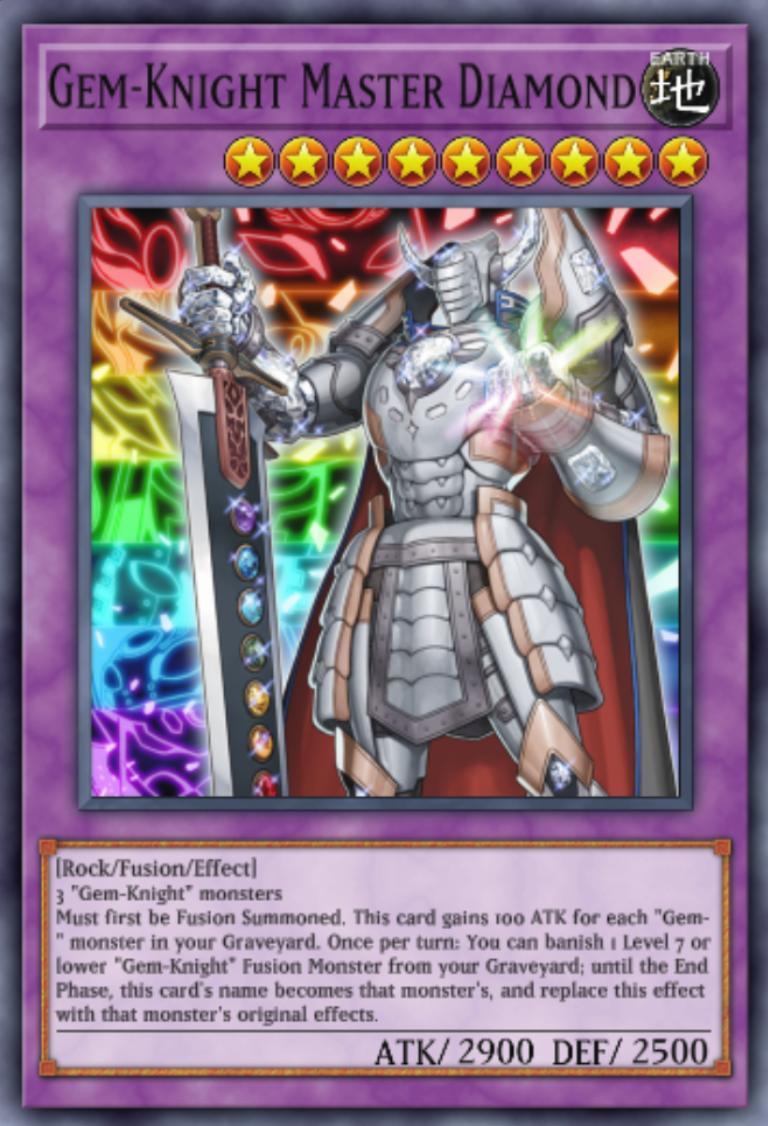 GEM-KNIGHT MASTER DIAMOND
EARTH
地
[Rock/Fusion/Effect]
3 "Gem-Knight" monsters
Must first be Fusion Summoned. This card gains 100 ATK for each "Gem-
" monster in your Graveyard. Once per turn: You can banish 1 Level 7 or
lower "Gem-Knight" Fusion Monster from your Graveyard; until the End
Phase, this card's name becomes that monster's, and replace this effect
with that monster's original effects.
ATK/ 2900 DEF/ 2500